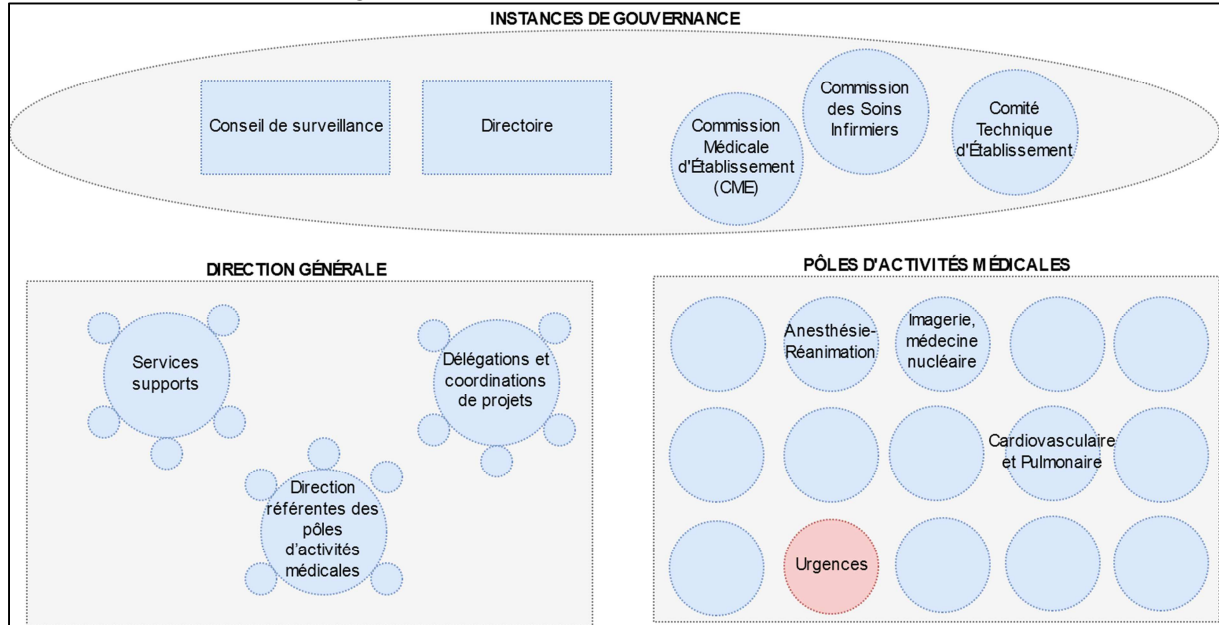 INSTANCES DE GOUVERNANCE
Conseil de surveillance
Directoire
Commission
Médicale
d'Établissement
(CME)
Commission
des Soins
Infirmiers
Comité
Technique
d'Établissement
DIRECTION GÉNÉRALE
Services
supports
Délégations et
coordinations
de projets
Direction
référentes des
pôles
d'activités
médicales
PÔLES D'ACTIVITÉS MÉDICALES
Anesthésie-
Réanimation
Imagerie,
médecine
nucléaire
Cardiovasculaire
et Pulmonaire
Urgences